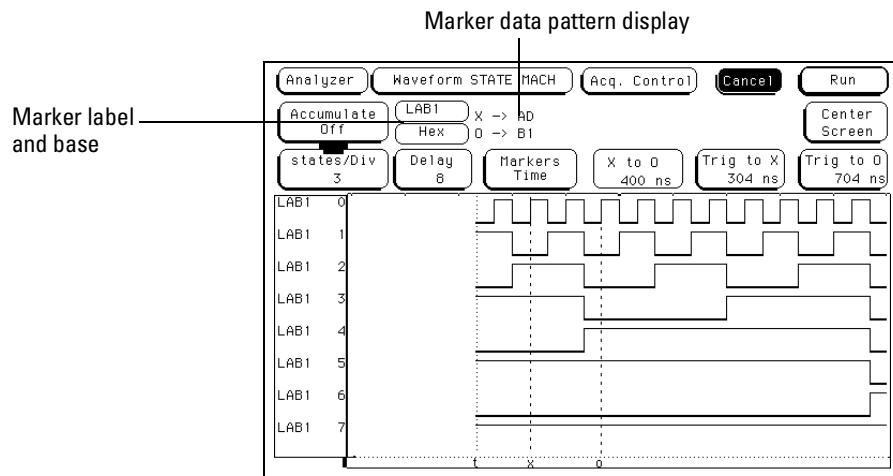 Marker data pattern display
Analyzer Waveform STATE MACH Acq. Control Cancel Run
Marker label
and base
Accumulate
Off
LAB1
Hex
X -> AD
O -> B1
Center
Screen
states/Div
3
Delay
8
Markers
Time
X to O
400 ns
Trig to X
304 ns
Trig to O
704 ns
LAB1 0
LAB1 1
LAB1 2
LAB1 3
LAB1 4
LAB1 5
LAB1 6
LAB1 7
t X O